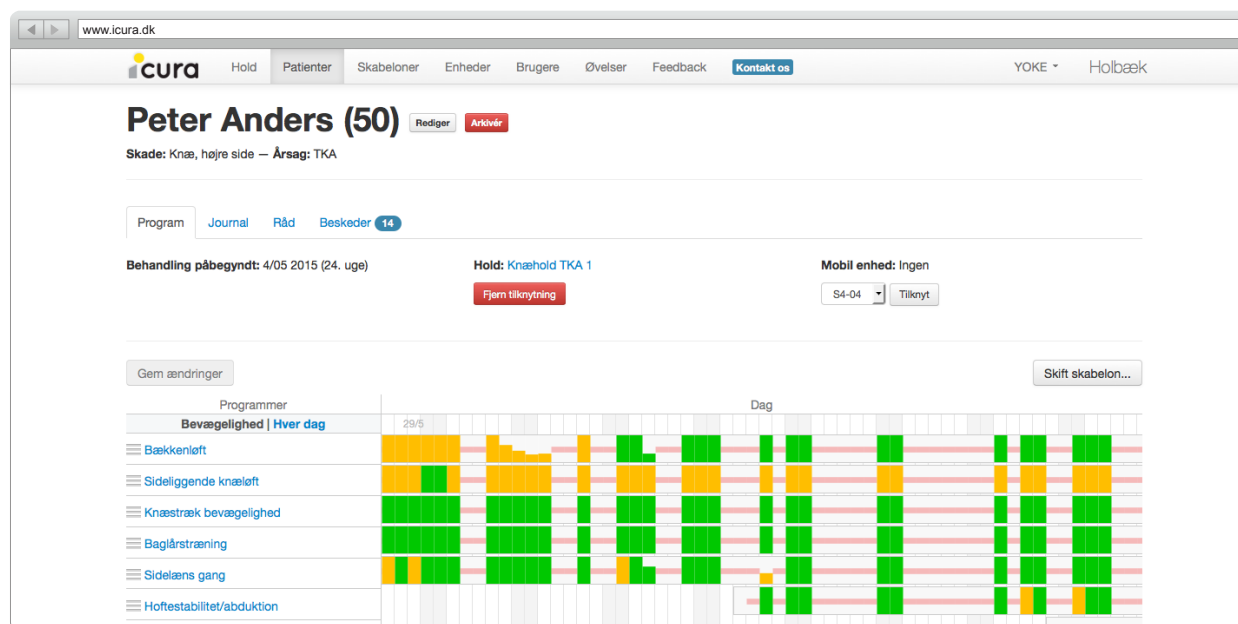 www.icura.dk
icura Hold Patienter Skabeloner Enheder Brugere Øvelser Feedback Kontakt os YOKE Holbæk
Peter Anders (50) Rediger Arkivér
Skade: Knæ, højre side — Årsag: TKA
Program Journal Råd Beskeder 14
Behandling påbegyndt: 4/05 2015 (24. uge) Hold: Knæhold TKA 1 Mobil enhed: Ingen
Fjern tilknytning S4-04 Tilknyt
Gem ændringer Skift skabelon...
Programmer Dag
Bevægelighed | Hver dag 29/5
Bækkenløft
Sideliggende knæløft
Knæstræk bevægelighed
Baglårstræning
Sidelæns gang
Hoftestabilitet/abduktion